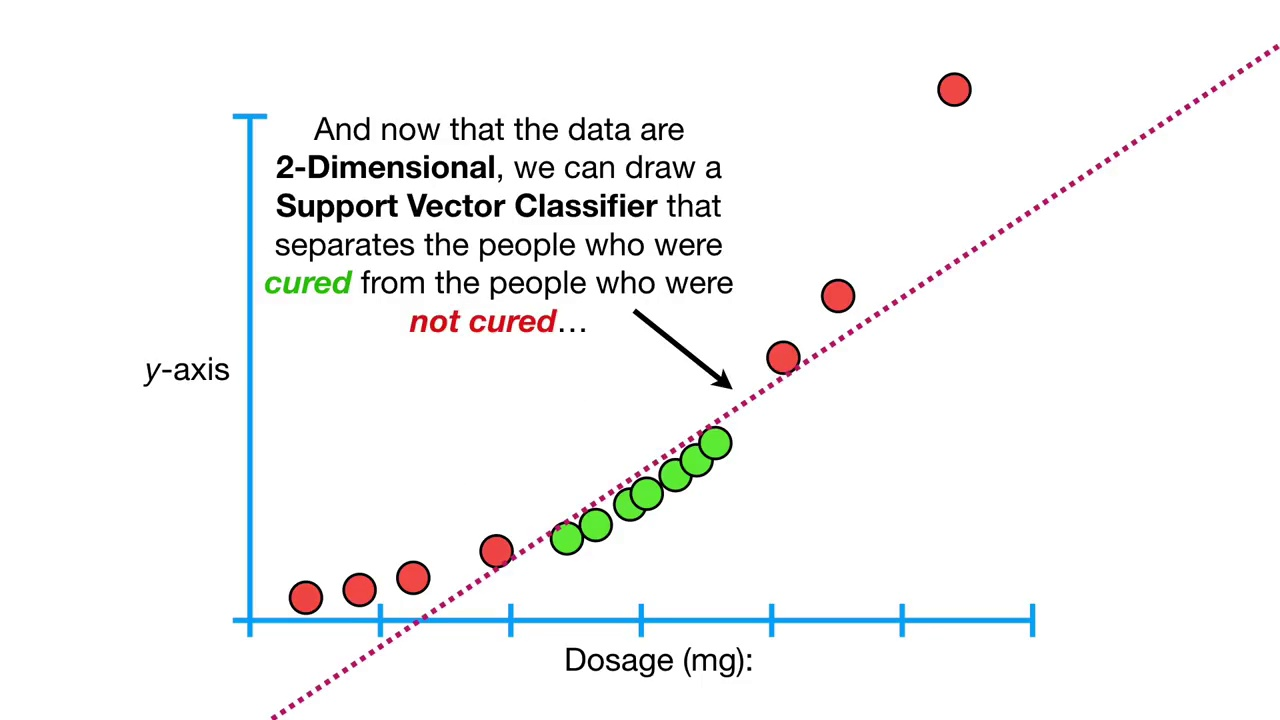 And now that the data are
2-Dimensional, we can draw a
Support Vector Classifier that
separates the people who were
cured from the people who were
not cured…
y-axis
Dosage (mg):